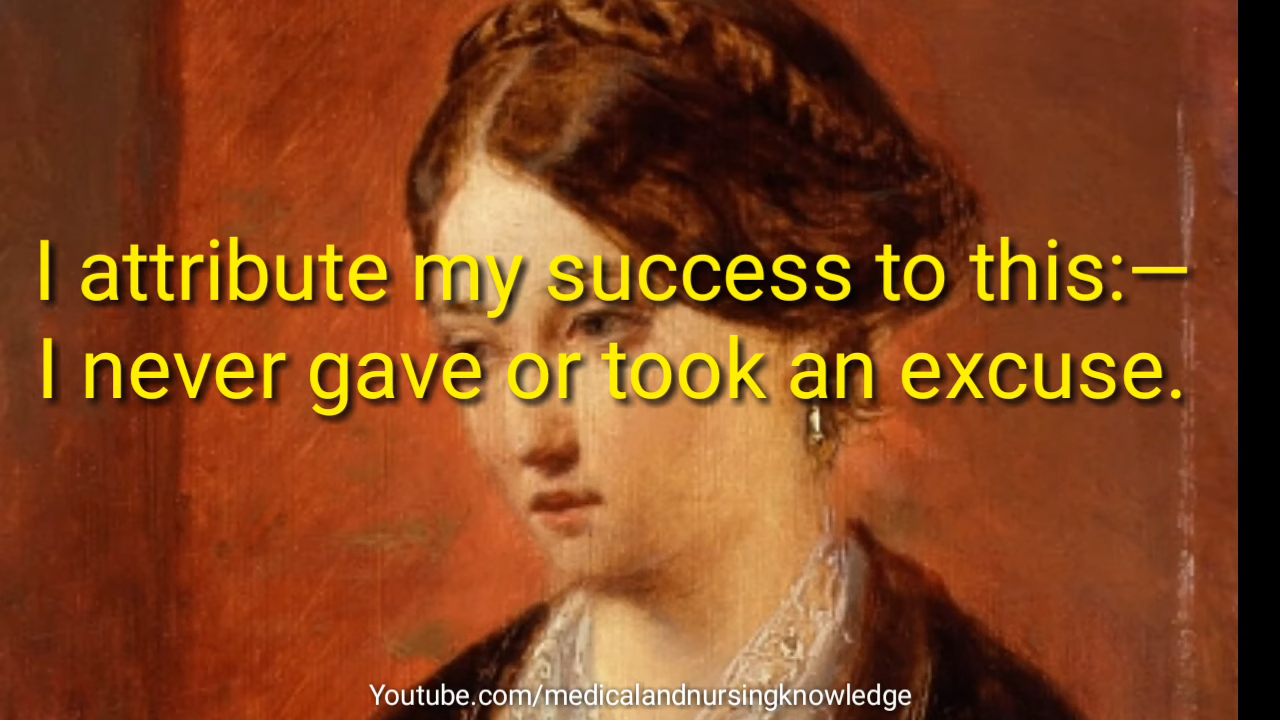 I attribute my success to this:—
I never gave or took an excuse.
Youtube.com/medicalandnursingknowledge